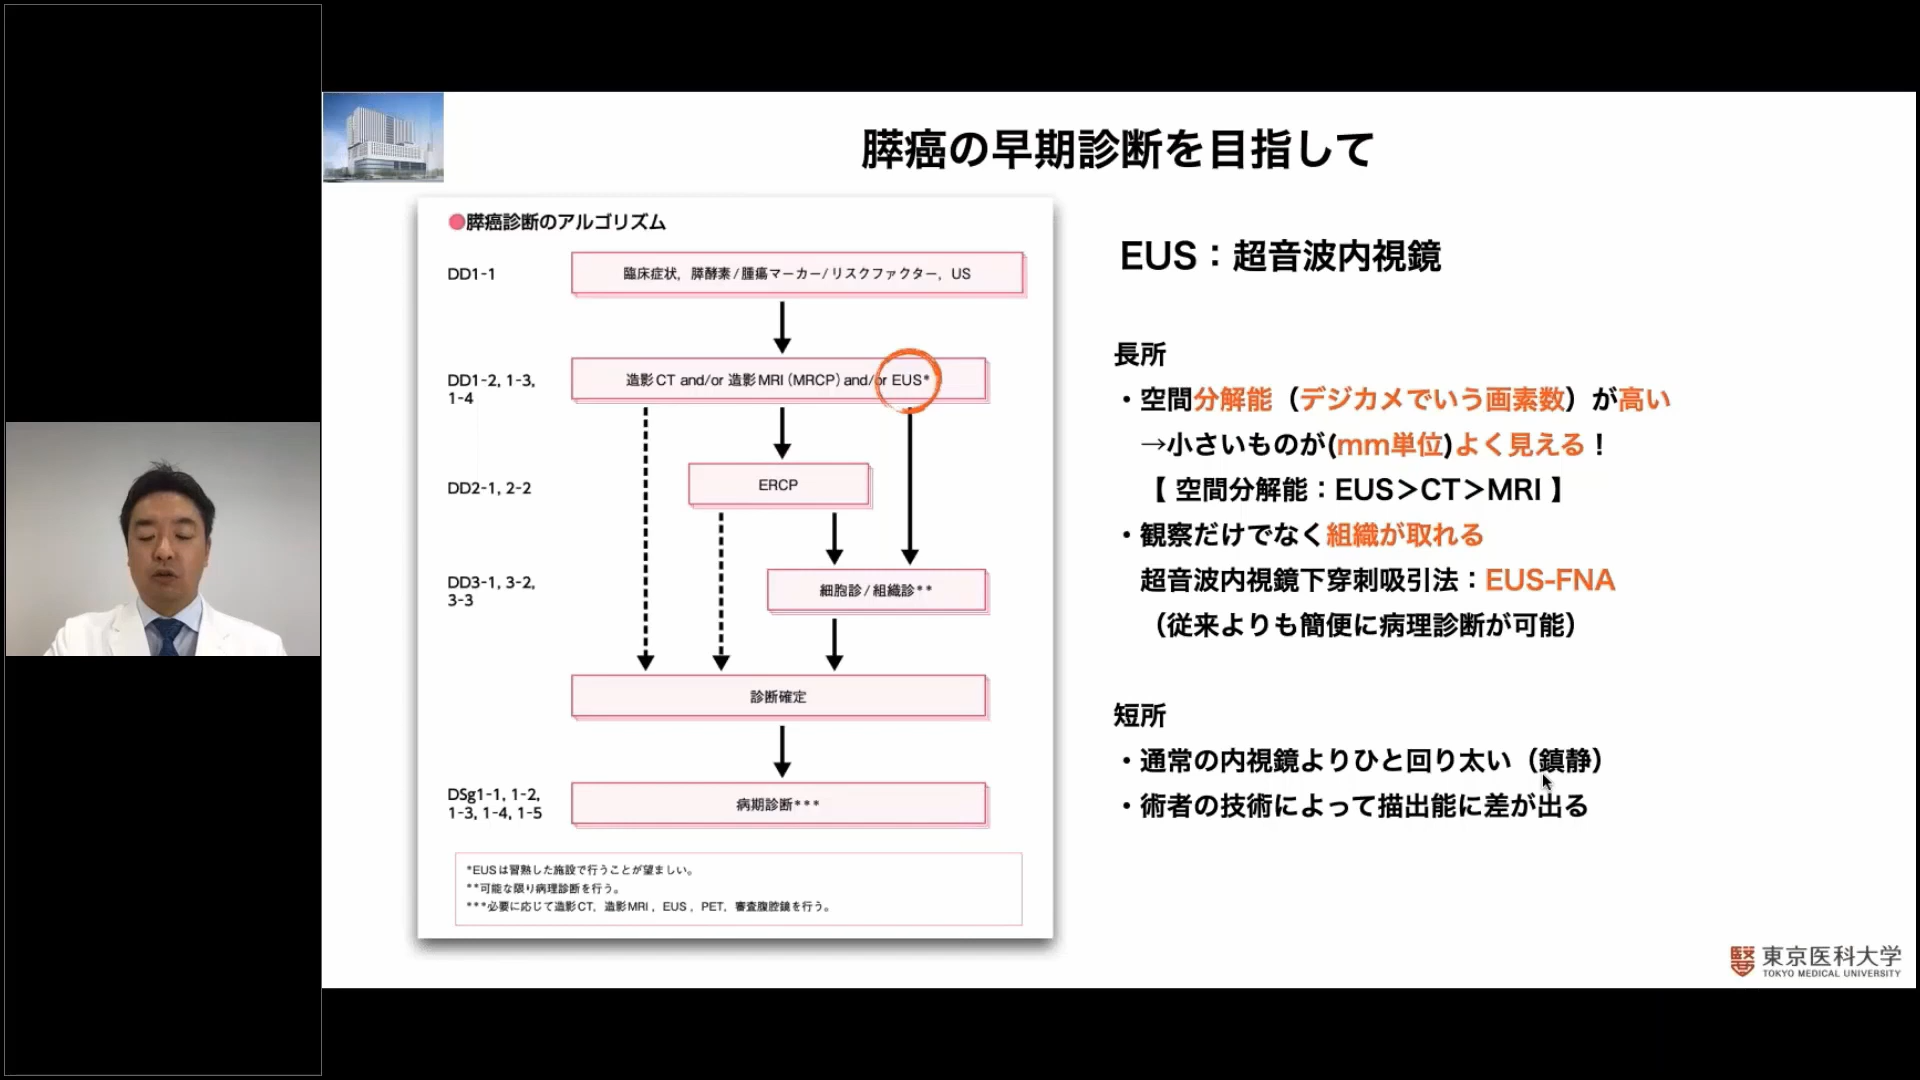 膵癌の早期診断を目指して
●膵癌診断のアルゴリズム
DD1-1
臨床症状，膵酵素/腫瘍マーカー/リスクファクター，US
DD1-2, 1-3,
1-4
造影CT and/or 造影MRI（MRCP）and/or EUS*
DD2-1, 2-2
ERCP
DD3-1, 3-2,
3-3
細胞診/組織診**
診断確定
DSg1-1, 1-2,
1-3, 1-4, 1-5
病期診断***
*EUSは習熟した施設で行うことが望ましい。
**可能な限り病理診断を行う。
***必要に応じて造影CT，造影MRI，EUS，PET，審査腹腔鏡を行う。
EUS：超音波内視鏡
長所
・空間分解能（デジカメでいう画素数）が高い
→小さいものが(mm単位)よく見える！
【 空間分解能：EUS＞CT＞MRI 】
・観察だけでなく組織が取れる
超音波内視鏡下穿刺吸引法：EUS-FNA
（従来よりも簡便に病理診断が可能）
短所
・通常の内視鏡よりひと回り太い（鎮静）
・術者の技術によって描出能に差が出る
東京医科大学
TOKYO MEDICAL UNIVERSITY